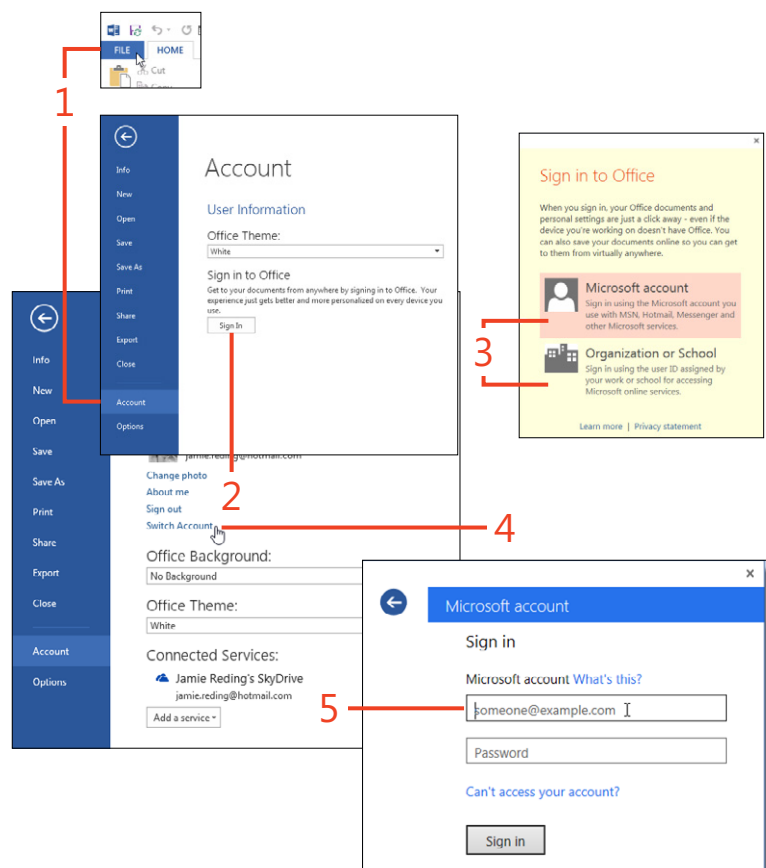 FILE
HOME
Cut
1
Account
Info
New
Open
Save
Save As
Print
Share
Export
Close
Account
Options
User Information
Office Theme:
White
Sign in to Office
Get to your documents from anywhere by signing in to Office. Your
experience just gets better and more personalized on every device you
use.
Sign In
2
Sign in to Office
When you sign in, your Office documents and
personal settings are just a click away - even if the
device you're working on doesn't have Office. You
can also save your documents online so you can get
to them from virtually anywhere.
Microsoft account
Sign in using the Microsoft account you
use with MSN, Hotmail, Messenger and
other Microsoft services.
3
Organization or School
Sign in using the user ID assigned by
your work or school for accessing
Microsoft online services.
Learn more | Privacy statement
Info
New
Open
Save
Save As
Print
Share
Export
Close
Account
Options
jamie.reding@hotmail.com
Change photo
About me
Sign out
Switch Account
4
Office Background:
No Background
Office Theme:
White
Connected Services:
Jamie Reding's SkyDrive
jamie.reding@hotmail.com
Add a service
5
Microsoft account
Sign in
Microsoft account What's this?
someone@example.com
Password
Can't access your account?
Sign in